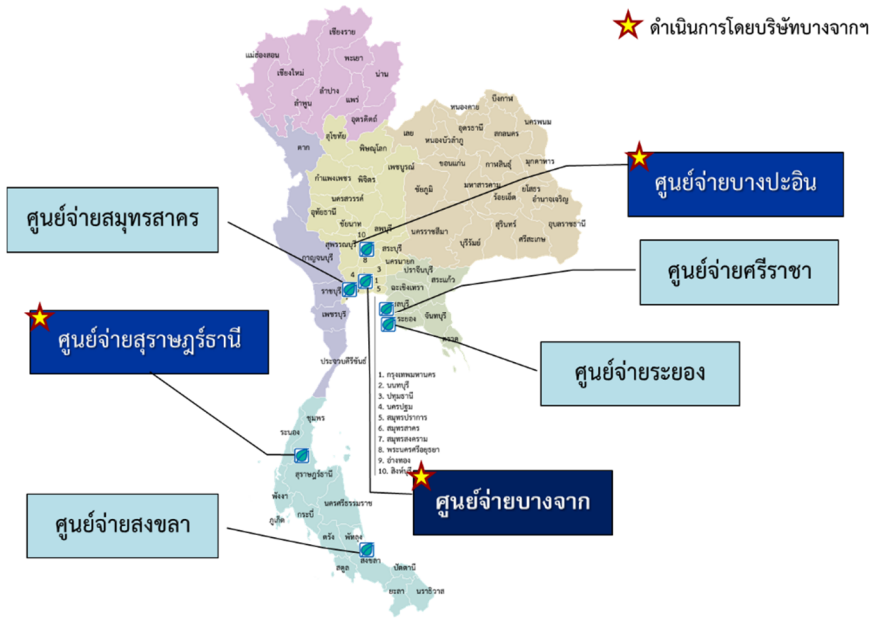 ดำเนินการโดยบริษัทบางจากฯ
เชียงราย
แม่ฮ่องสอน
พะเยา
เชียงใหม่
น่าน
ลำปาง
ลำพูน
แพร่
อุตรดิตถ์
บึงกาฬ
หนองคาย
นครพนม
สุโขทัย
เลย
อุดรธานี
สกลนคร
หนองบัวลำภู
ตาก
พิษณุโลก
เพชรบูรณ์
ขอนแก่น
กาฬสินธุ์
มุกดาหาร
กำแพงเพชร
พิจิตร
ชัยภูมิ
มหาสารคาม
ยโสธร
ร้อยเอ็ด
อำนาจเจริญ
นครสวรรค์
อุทัยธานี
ชัยนาท
ลพบุรี
นครราชสีมา
สุรินทร์
อุบลราชธานี
บุรีรัมย์
ศรีสะเกษ
10
สุพรรณบุรี
สระบุรี
8
กาญจนบุรี
นครนายก
ปราจีนบุรี
สระแก้ว
3
4
1
5
ฉะเชิงเทรา
ราชบุรี
ลบุรี
ระยอง
จันทบุรี
ตราด
เพชรบุรี
ประจวบคีรีขันธ์
ศูนย์จ่ายบางปะอิน
ศูนย์จ่ายสมุทรสาคร
ศูนย์จ่ายศรีราชา
ศูนย์จ่ายสุราษฎร์ธานี
ศูนย์จ่ายระยอง
1. กรุงเทพมหานคร
2. นนทบุรี
3. ปทุมธานี
4. นครปฐม
5. สมุทรปราการ
6. สมุทรสาคร
7. สมุทรสงคราม
8. พระนครศรีอยุธยา
9. อ่างทอง
10. สิงห์บุรี
ศูนย์จ่ายบางจาก
ชุมพร
ระนอง
สุราษฎร์ธานี
พังงา
นครศรีธรรมราช
ภูเก็ต
กระบี่
ตรัง
พัทลุง
สตูล
สงขลา
ปัตตานี
ยะลา
นราธิวาส
ศูนย์จ่ายสงขลา